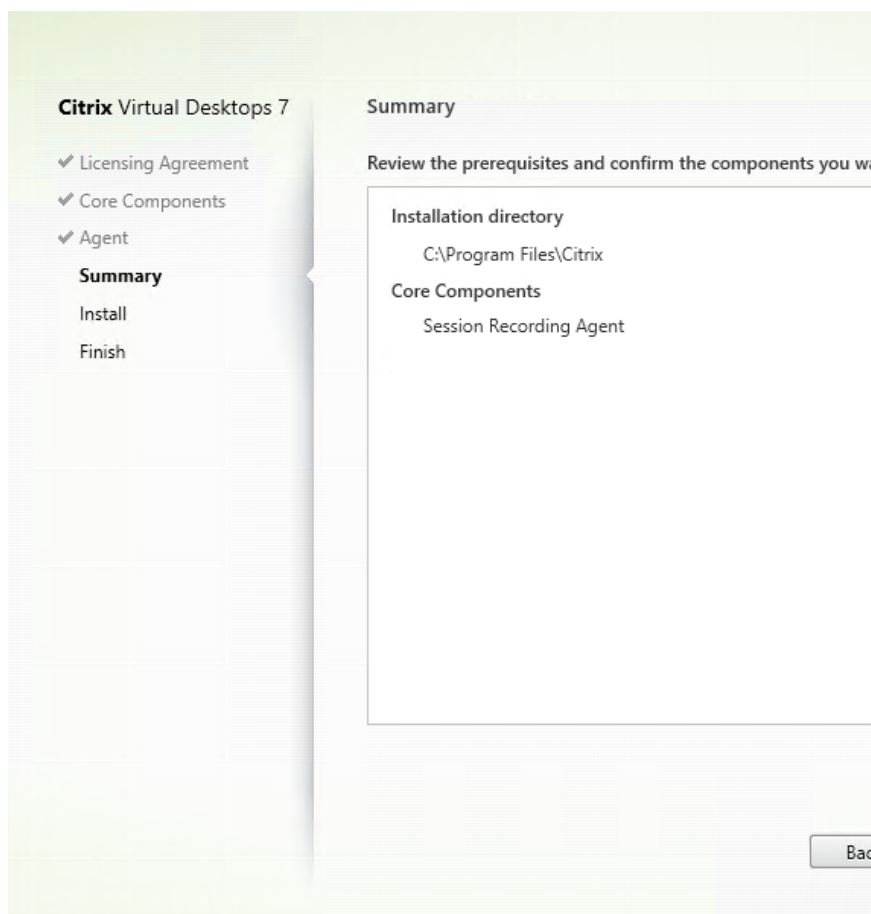 Citrix Virtual Desktops 7
Licensing Agreement
Core Components
Agent
Summary
Install
Finish
Summary
Review the prerequisites and confirm the components you
Installation directory
C:\Program Files\Citrix
Core Components
Session Recording Agent